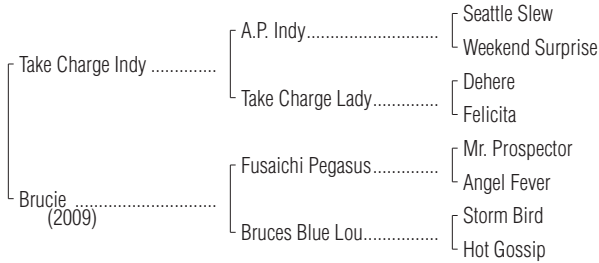 Seattle Slew
A.P. Indy
Weekend Surprise
Take Charge Indy
Dehere
Take Charge Lady
Felicita
Mr. Prospector
Fusaichi Pegasus
Angel Fever
Brucie
(2009)
Storm Bird
Bruces Blue Lou
Hot Gossip